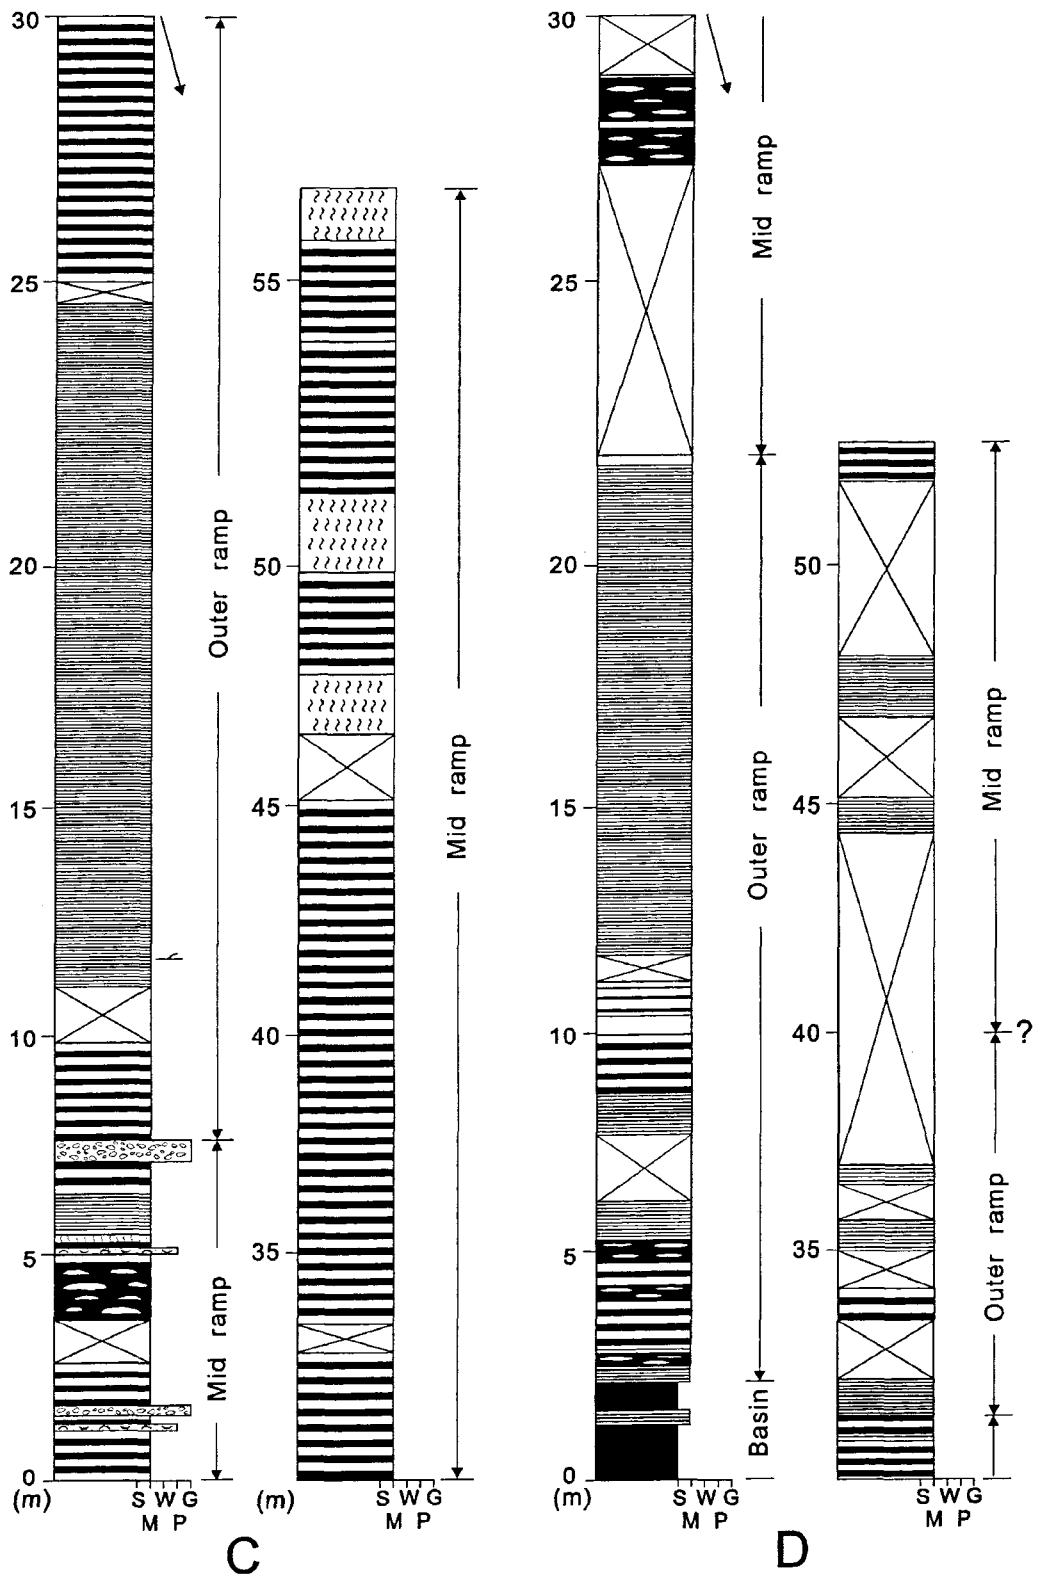 30
25
20
15
10
5
0
(m)
S W G
M P
Outer ramp
Mid ramp
55
50
45
40
35
(m)
S W G
M P
Mid ramp
C
30
25
20
15
10
5
0
(m)
S W G
M P
Mid ramp
Outer ramp
Basin
50
45
40
35
S W G
M P
Mid ramp
?
Outer ramp
D